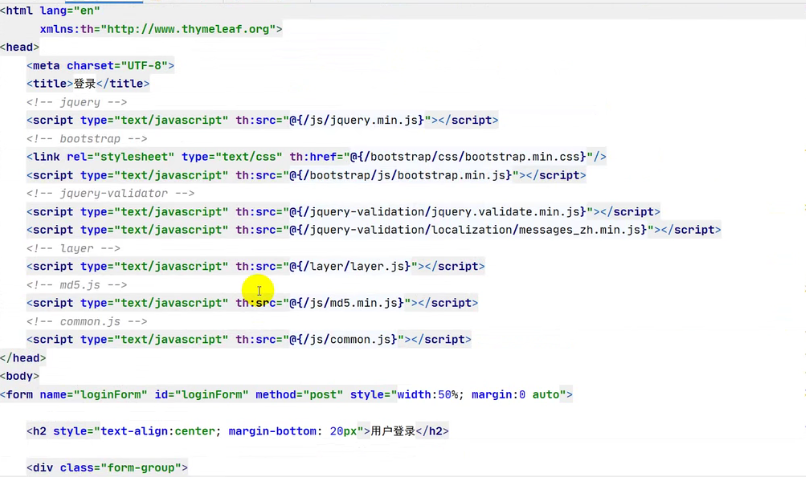 <html lang="en"
xmlns:th="http://www.thymeleaf.org">
<head>
<meta charset="UTF-8">
<title>登录</title>
<!-- jquery -->
<script type="text/javascript" th:src="@{/js/jquery.min.js}"></script>
<!-- bootstrap -->
<link rel="stylesheet" type="text/css" th:href="@{/bootstrap/css/bootstrap.min.css}"/>
<script type="text/javascript" th:src="@{/bootstrap/js/bootstrap.min.js}"></script>
<!-- jquery-validator -->
<script type="text/javascript" th:src="@{/jquery-validation/jquery.validate.min.js}"></script>
<script type="text/javascript" th:src="@{/jquery-validation/localization/messages_zh.min.js}"></script>
<!-- layer -->
<script type="text/javascript" th:src="@{/layer/layer.js}"></script>
<!-- md5.js -->
<script type="text/javascript" th:src="@{/js/md5.min.js}"></script>
<!-- common.js -->
<script type="text/javascript" th:src="@{/js/common.js}"></script>
</head>
<body>
<form name="loginForm" id="loginForm" method="post" style="width:50%; margin:0 auto">
<h2 style="text-align:center; margin-bottom: 20px">用户登录</h2>
<div class="form-group">